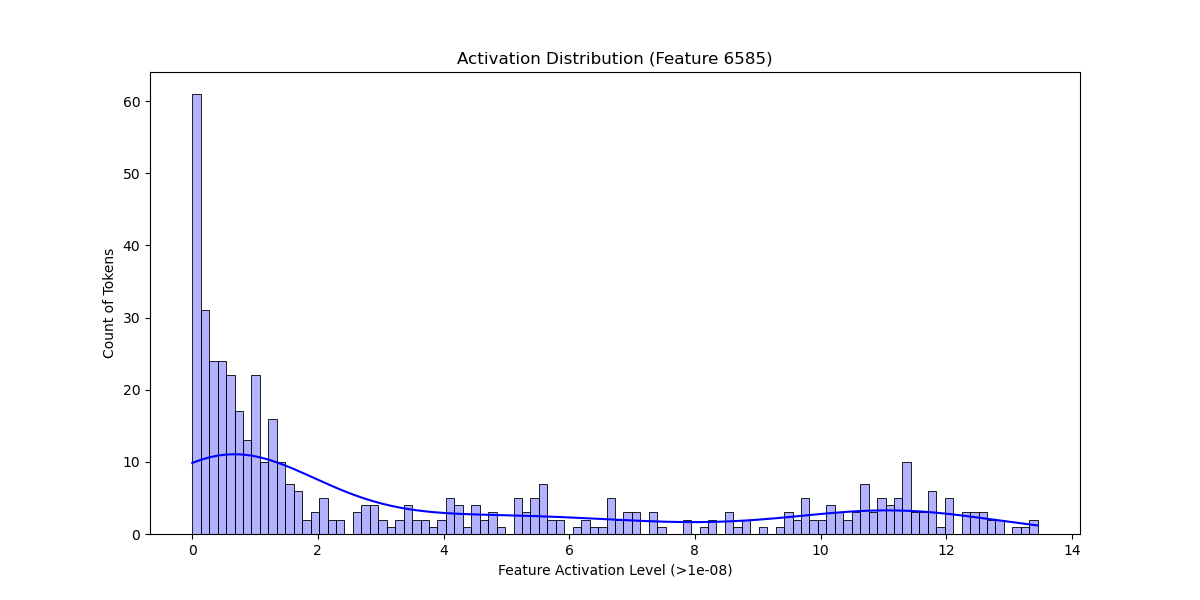 Activation Distribution (Feature 6585)
Count of Tokens
60
50
40
30
20
10
0
0 2 4 6 8 10 12 14
Feature Activation Level (>1e-08)